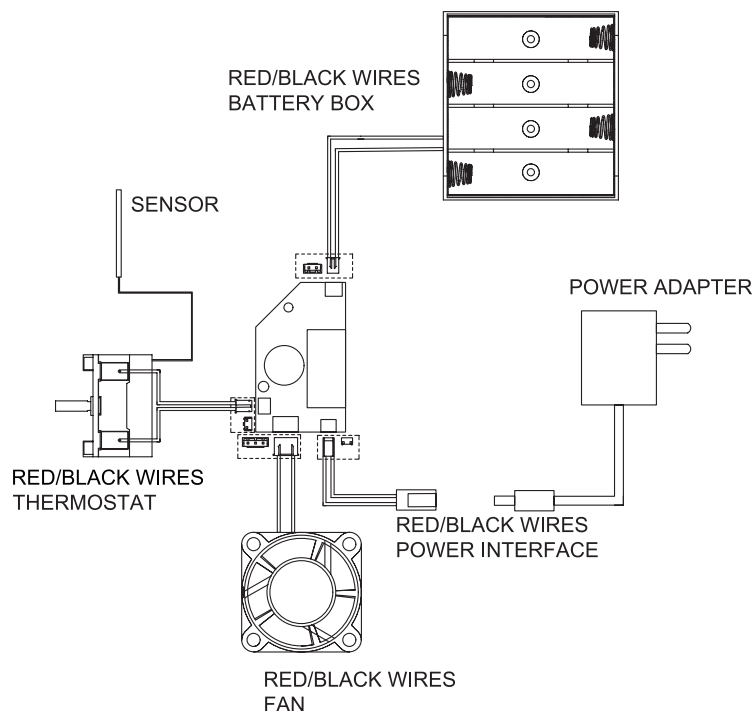 RED/BLACK WIRES
BATTERY BOX
SENSOR
POWER ADAPTER
RED/BLACK WIRES
THERMOSTAT
RED/BLACK WIRES
POWER INTERFACE
RED/BLACK WIRES
FAN